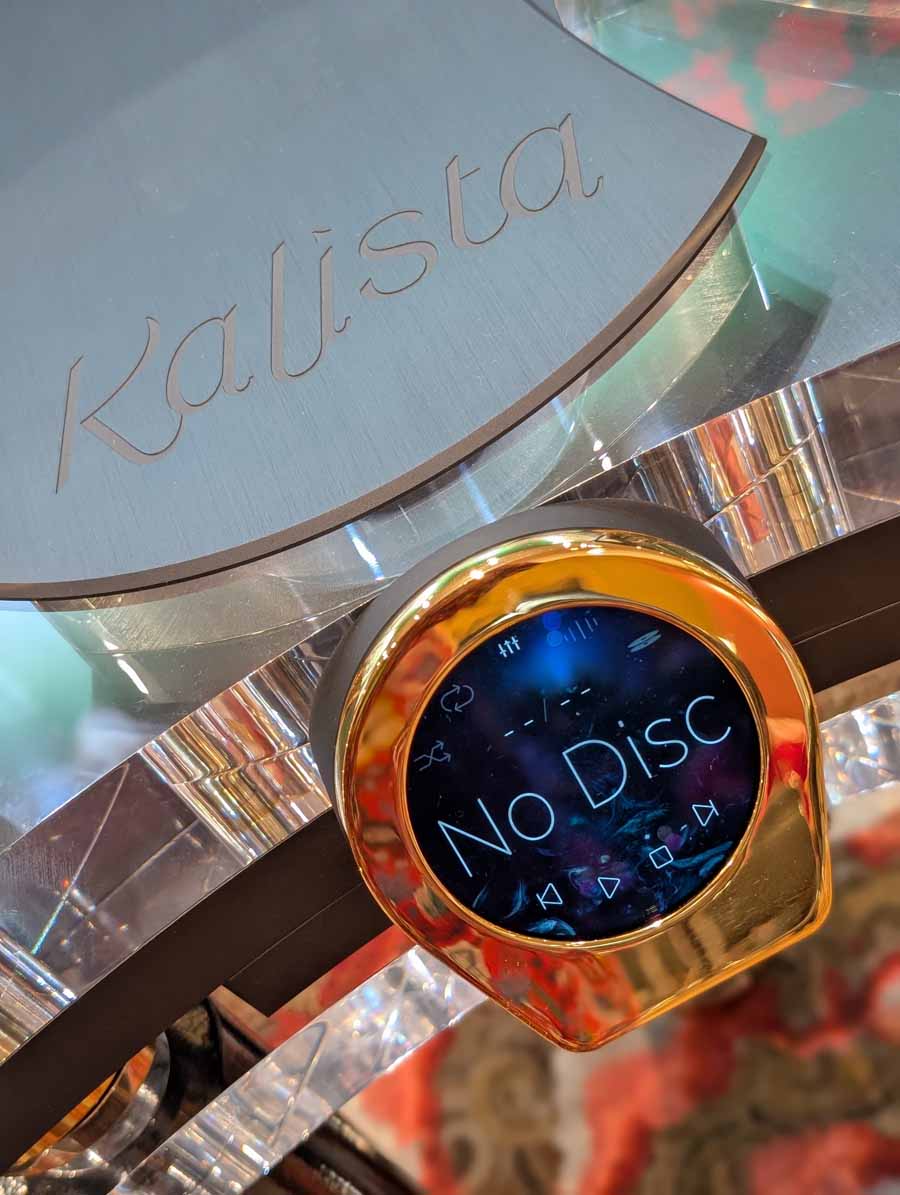 Kalista
--/--
No Disc